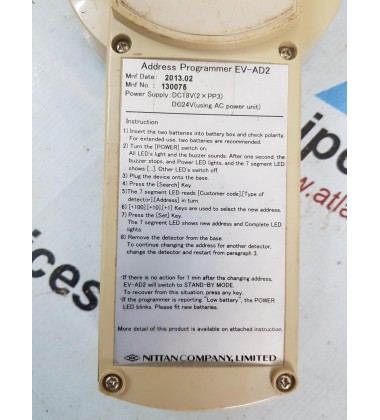 Address Programmer EV-AD2
Mnf Date: 2013.02
Mnf No. : 130075
Power Supply : DC18V(2×PP3)
DC24V(using AC power unit)
Instruction
1) Insert the two batteries into battery box and check polarity.
For extended use, two batteries are recommended.
2) Turn the [POWER] switch on.
All LED's light and the buzzer sounds. After one second, the
buzzer stops, and Power LED lights, and the 7 segment LED
shows [...]. Other LED's switch off.
3) Plug the device onto the base.
4) Press the [Search] Key.
5) The 7 segment LED reads [Customer code][Type of
detector][Address] in turn.
6) [+100],[+10],[+1] Keys are used to select the new address.
7) Press the [Set] Key.
The 7 segment LED shows new address and Complete LED
lights.
8) Remove the detector from the base.
To continue changing the address for another detector,
change the detector and restart from paragraph 3.
·If there is no action for 1 min after the changing address,
EV-AD2 will switch to STAND-BY MODE.
To recover from this situation, press any key.
·If the programmer is reporting "Low battery", the POWER
LED blinks. Please fit new batteries.
More detail of this product is available on attached instruction.
NITTAN COMPANY, LIMITED
www.atla